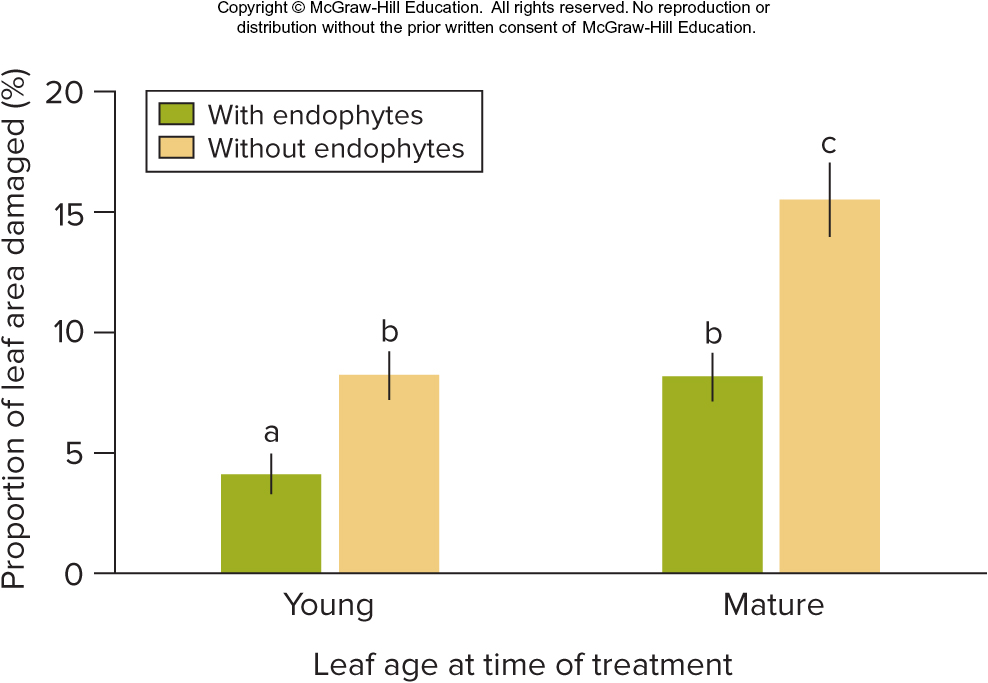 Copyright © McGraw-Hill Education.  All rights reserved. No reproduction or
distribution without the prior written consent of McGraw-Hill Education.
Proportion of leaf area damaged (%)
20
15
10
5
0
With endophytes
Without endophytes
a
b
b
c
Young
Mature
Leaf age at time of treatment